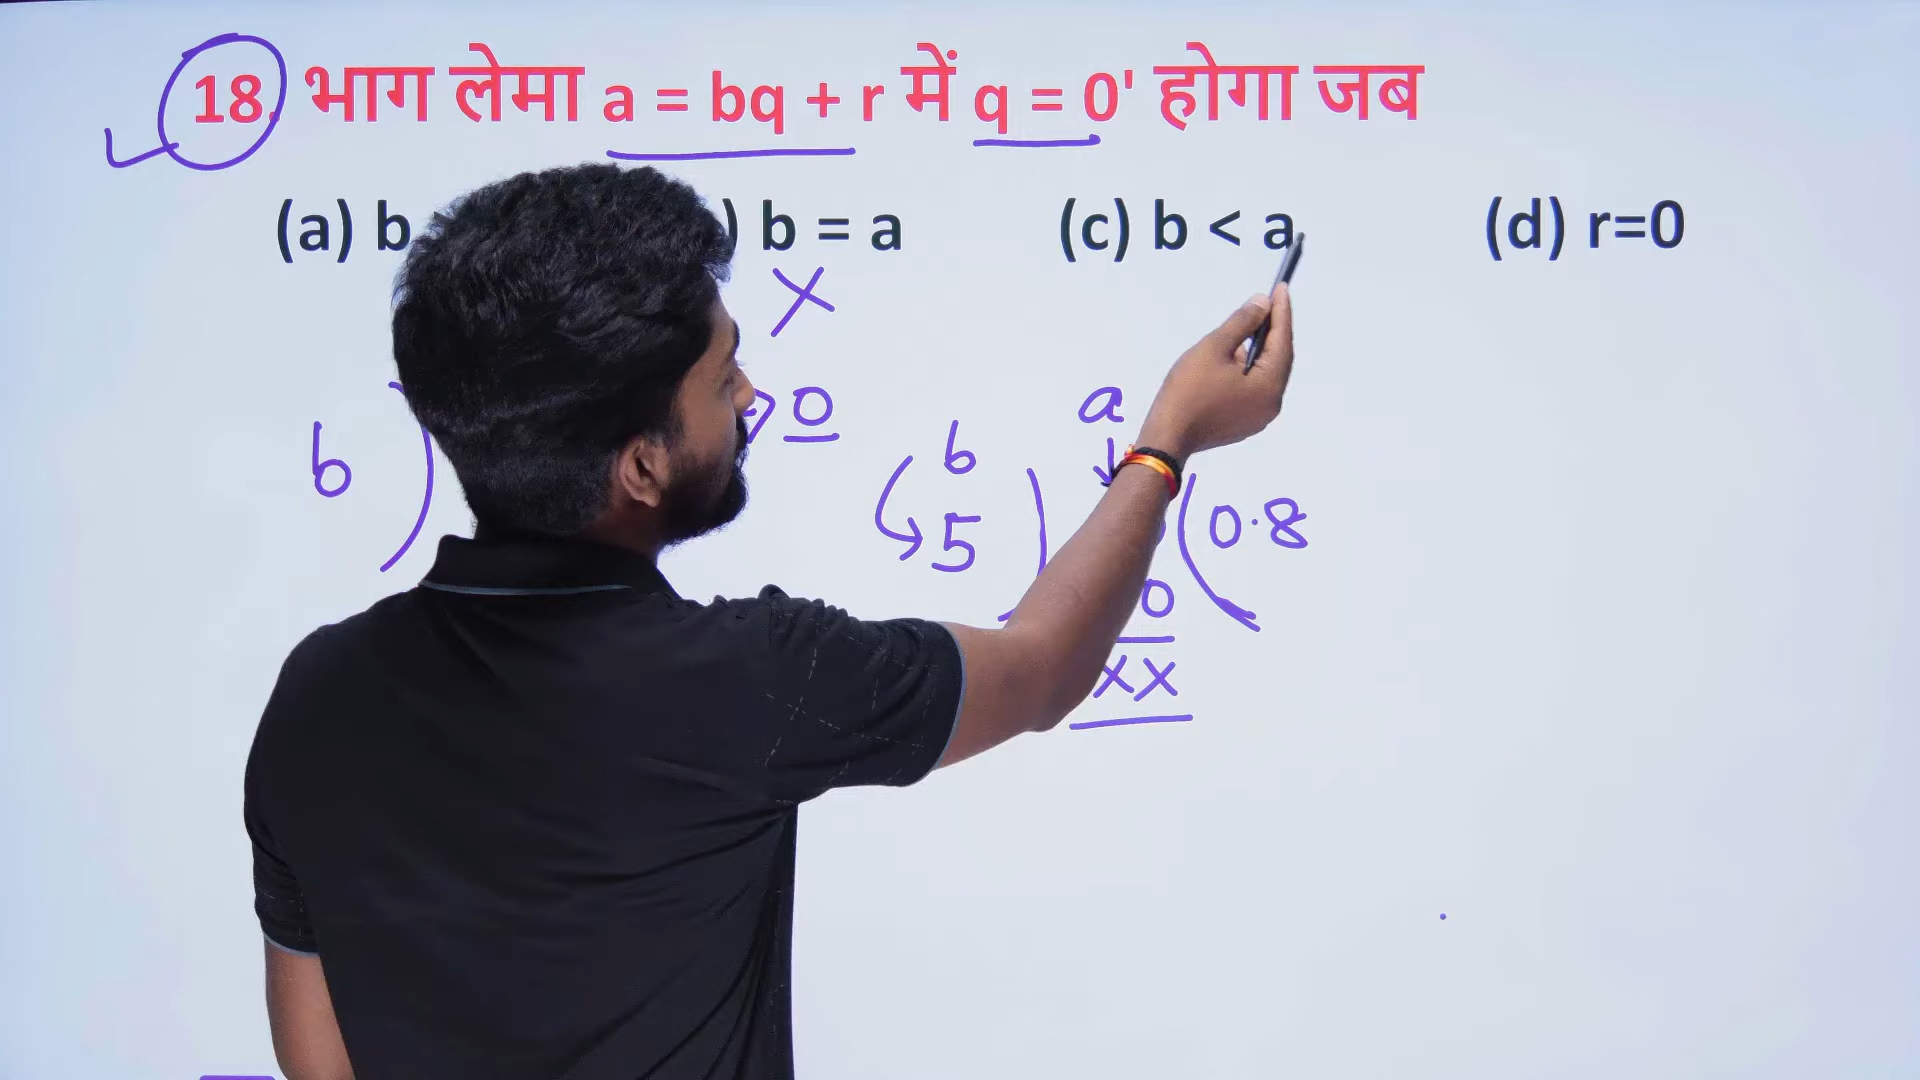 18. भाग लेमा a = bq + r में q = 0' होगा जब
(a) b ) b = a (c) b < a (d) r=0
X
b 0
b a
5 0.8
0
xx